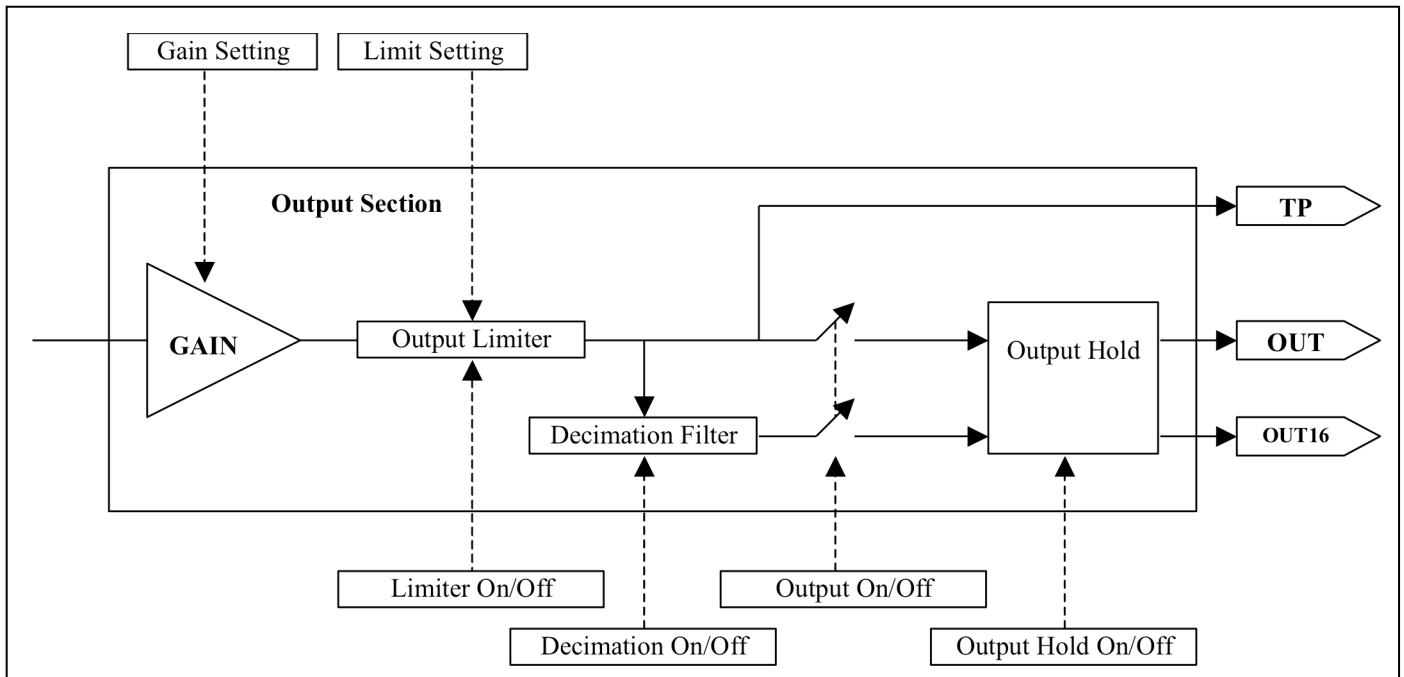 Gain Setting
Limit Setting
Output Section
TP
GAIN
Output Limiter
Output Hold
OUT
Decimation Filter
OUT16
Limiter On/Off
Output On/Off
Decimation On/Off
Output Hold On/Off